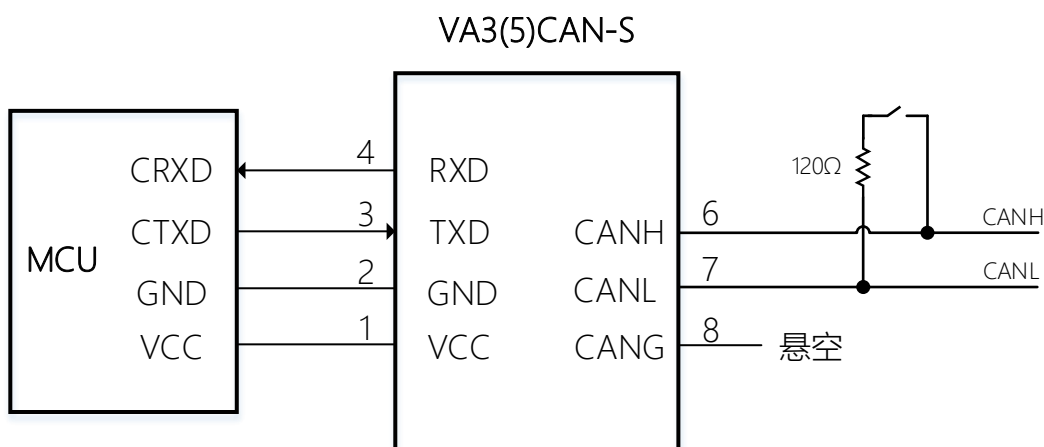 VA3(5)CAN-S
CRXD 4 RXD
120Ω
CTXD 3 TXD CANH 6 CANH
MCU
GND 2 GND CANL 7 CANL
VCC 1 VCC CANG 8 悬空